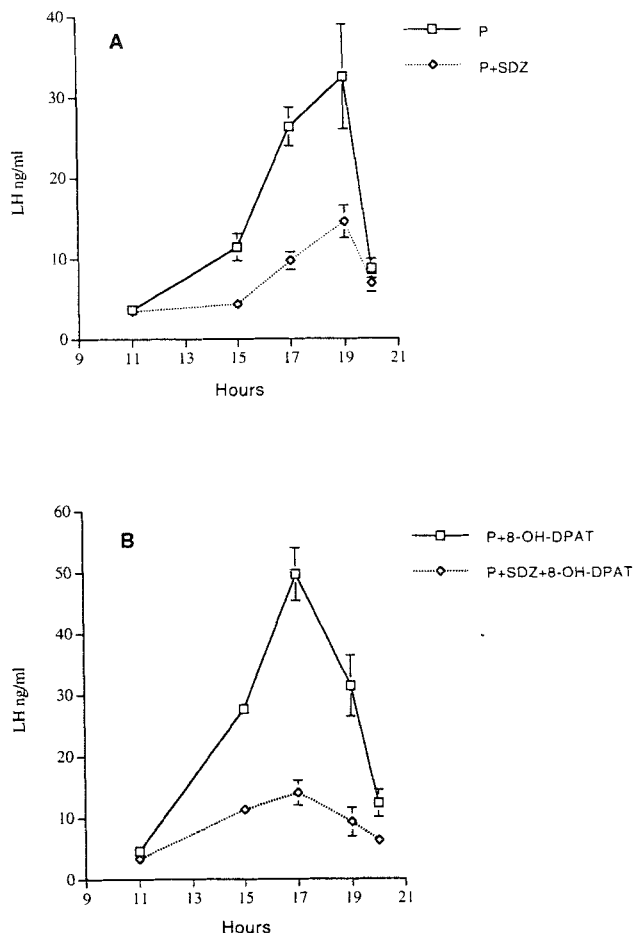 A
P
P+SDZ
LH ng/ml
40
30
20
10
0
9 11 13 15 17 19 21
Hours
B
P+8-OH-DPAT
P+SDZ+8-OH-DPAT
LH ng/ml
60
50
40
30
20
10
0
9 11 13 15 17 19 21
Hours